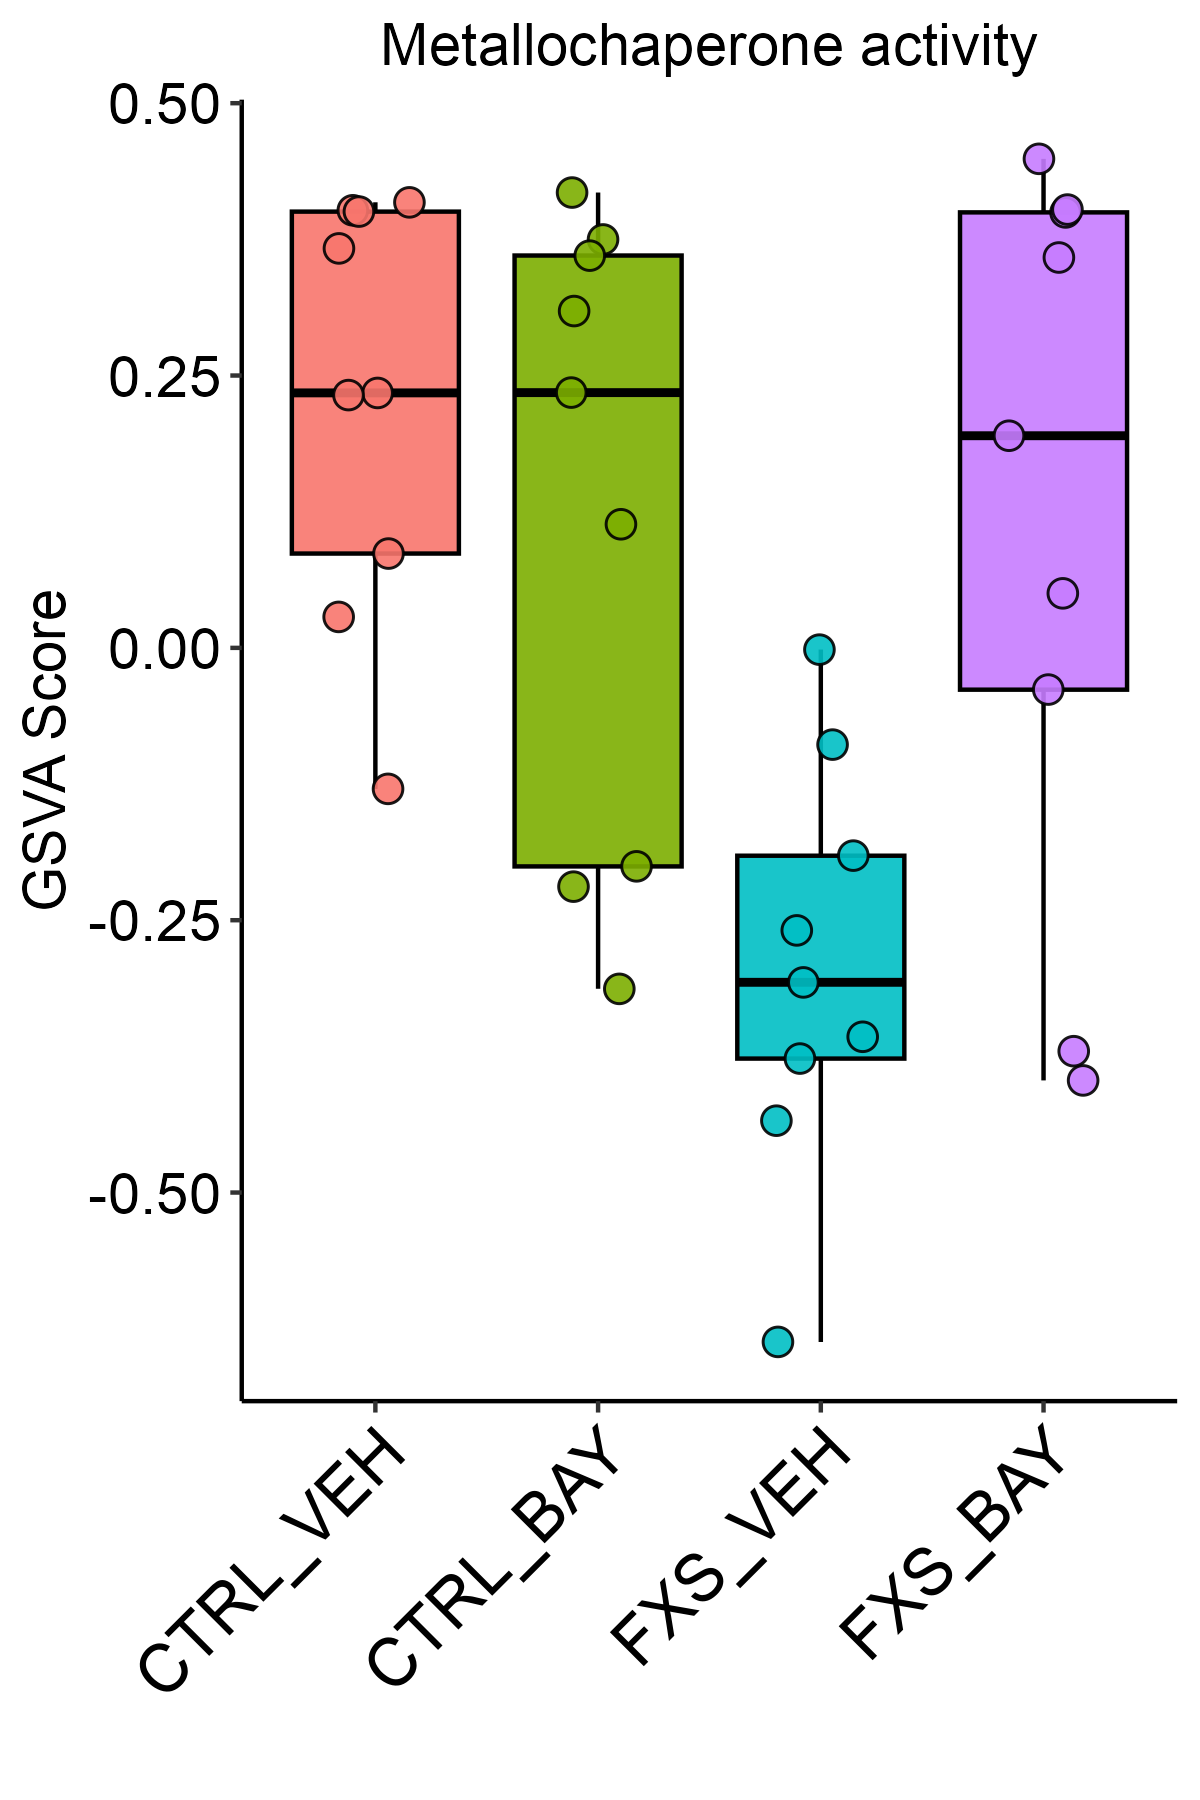 Metallochaperone activity
GSVA Score
0.50
0.25
0.00
-0.25
-0.50
CTRL_VEH
CTRL_BAY
FXS_VEH
FXS_BAY